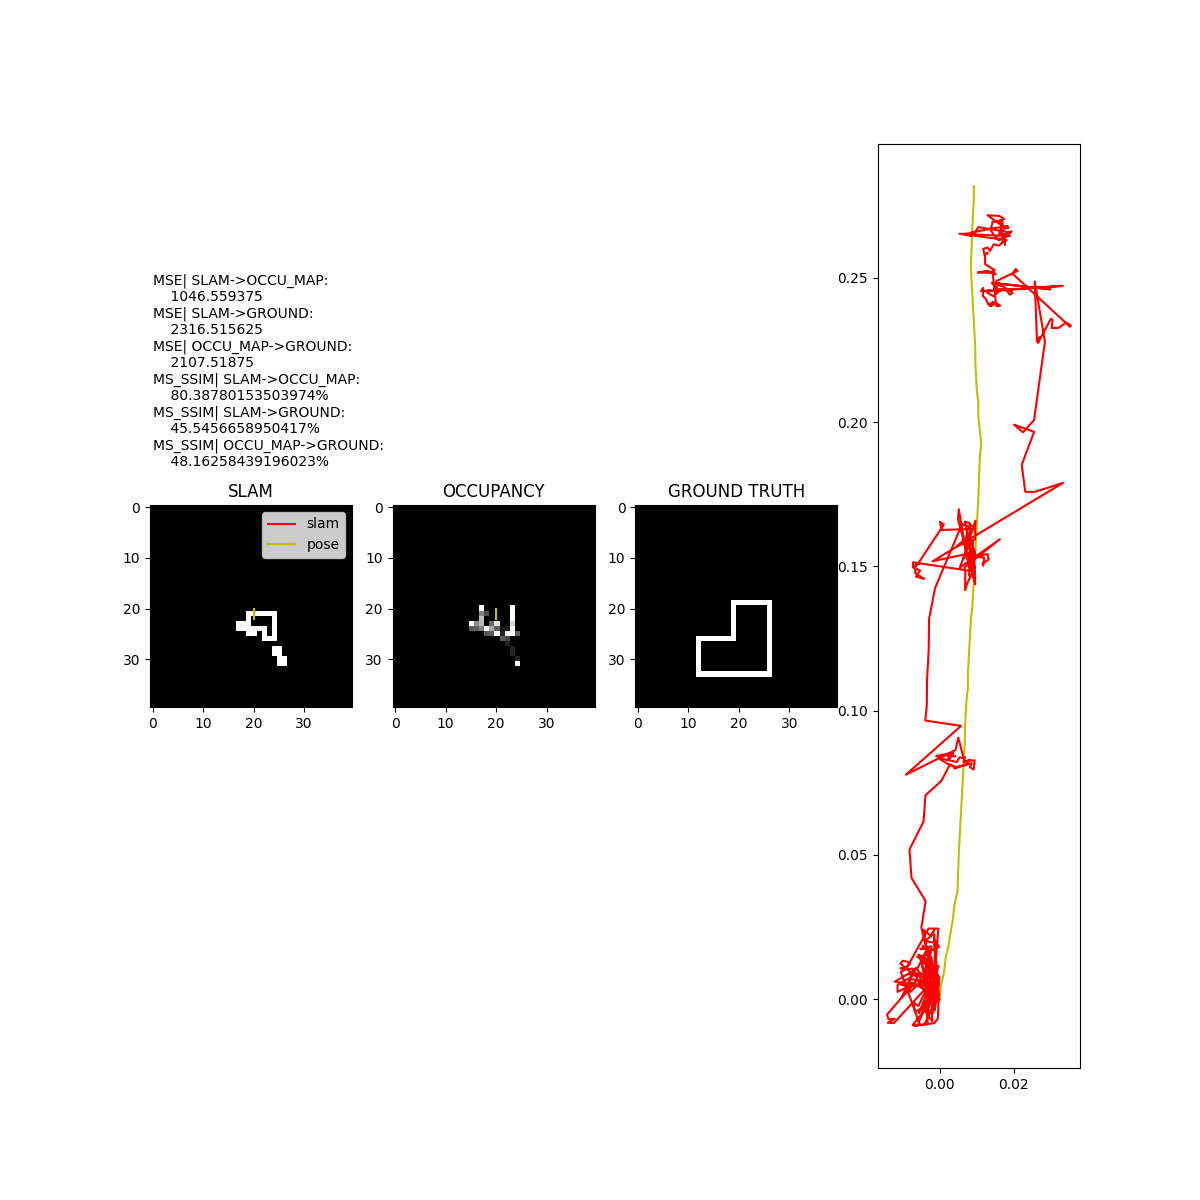 MSE| SLAM->OCCU_MAP:
1046.559375
MSE| SLAM->GROUND:
2316.515625
MSE| OCCU_MAP->GROUND:
2107.51875
MS_SSIM| SLAM->OCCU_MAP:
80.38780153503974%
MS_SSIM| SLAM->GROUND:
45.5456658950417%
MS_SSIM| OCCU_MAP->GROUND:
48.16258439196023%
SLAM
slam
pose
0
10
20
30
0 10 20 30
OCCUPANCY
0
10
20
30
0 10 20 30
GROUND TRUTH
0
10
20
30
0 10 20 30
0.25
0.20
0.15
0.10
0.05
0.00
0.00 0.02